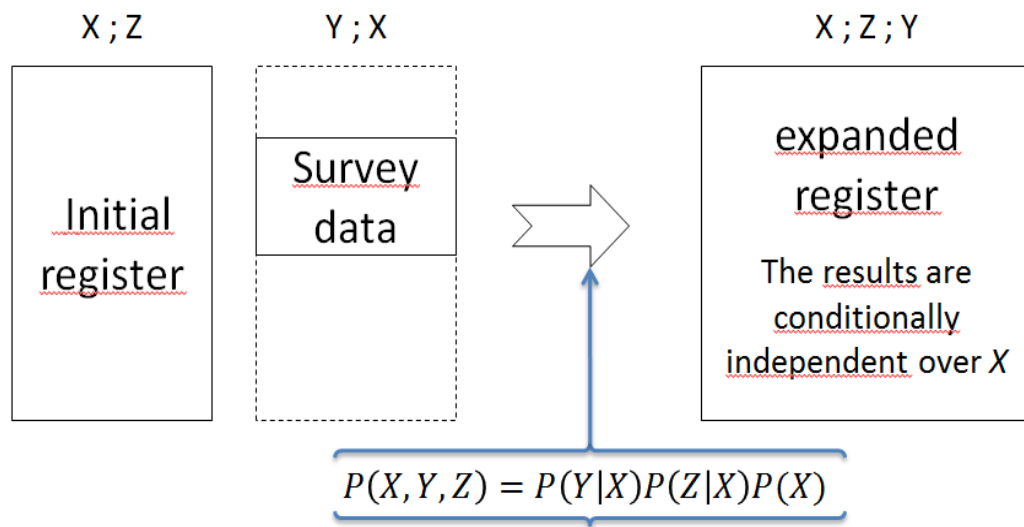 X ; Z
Y ; X
X ; Z ; Y
Initial
register
Survey
data
expanded
register
The results are
conditionally
independent over X
P(X,Y,Z) = P(Y|X)P(Z|X)P(X)